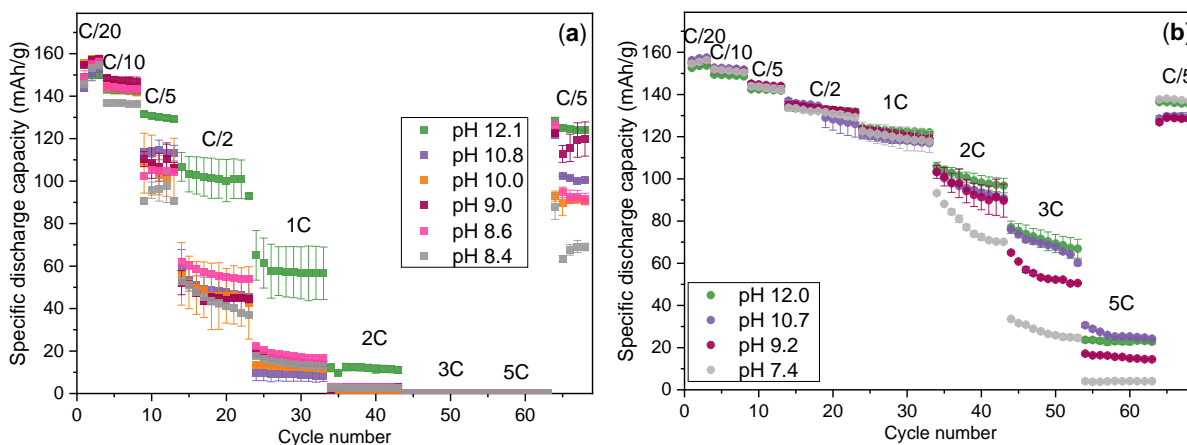 (a)
C/20
C/10
C/5
C/2
1C
2C
3C
5C
C/5
pH 12.1
pH 10.8
pH 10.0
pH 9.0
pH 8.6
pH 8.4
Specific discharge capacity (mAh/g)
160
140
120
100
80
60
40
20
0
0 10 20 30 40 50 60
Cycle number
(b)
C/20
C/10
C/5
C/2
1C
2C
3C
5C
C/5
pH 12.0
pH 10.7
pH 9.2
pH 7.4
Specific discharge capacity (mAh/g)
160
140
120
100
80
60
40
20
0
0 10 20 30 40 50 60
Cycle number